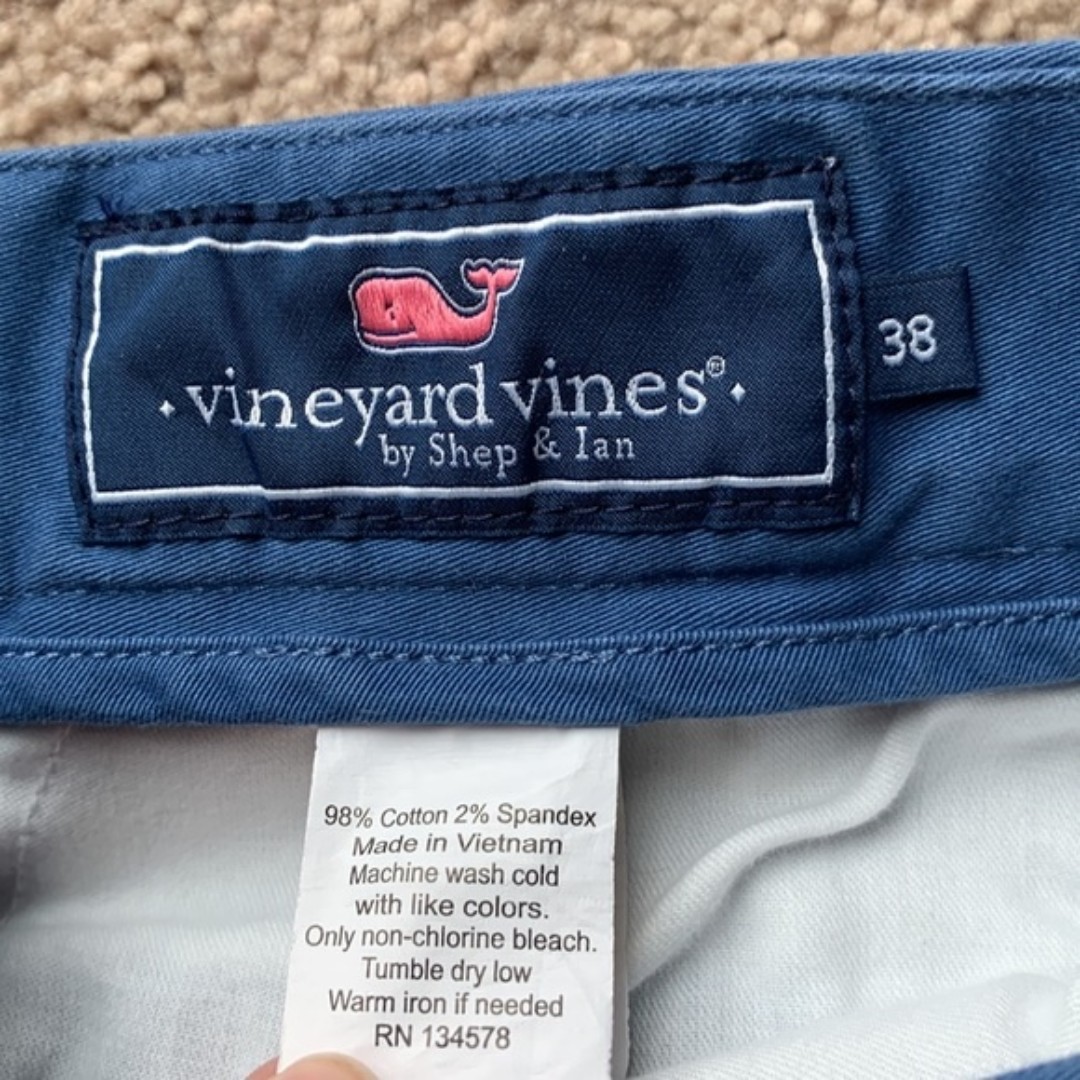 vineyard vines®
by Shep & Ian
38
98% Cotton 2% Spandex
Made in Vietnam
Machine wash cold
with like colors.
Only non-chlorine bleach.
Tumble dry low
Warm iron if needed
RN 134578